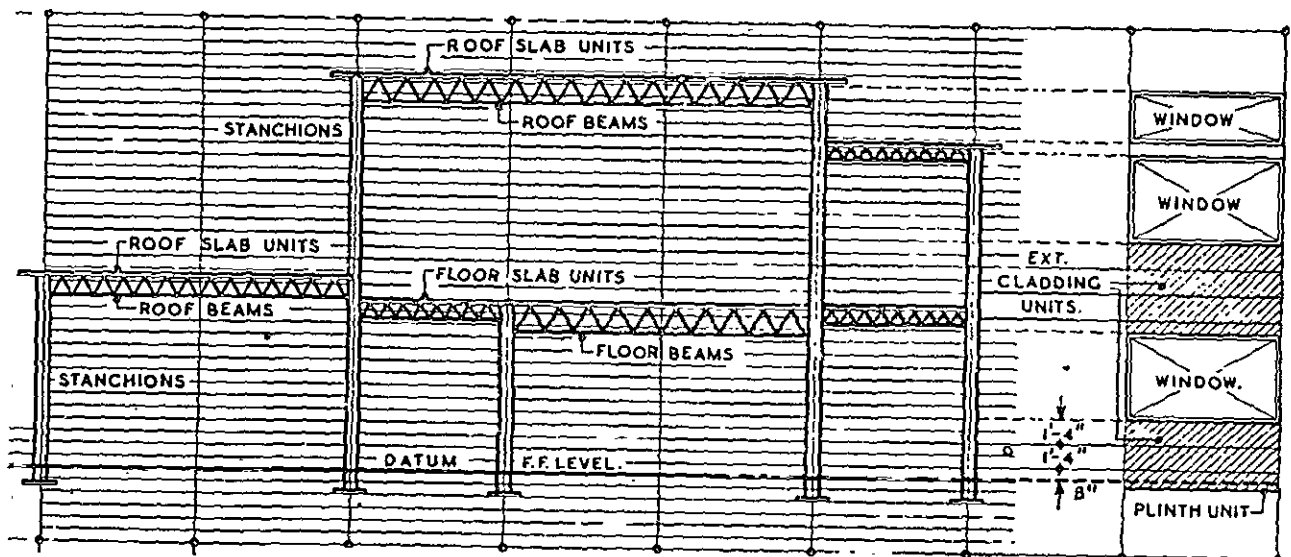 ROOF SLAB UNITS
ROOF BEAMS
STANCHIONS
WINDOW
WINDOW
ROOF SLAB UNITS
FLOOR SLAB UNITS
EXT.
CLADDING
UNITS.
ROOF BEAMS
FLOOR BEAMS
STANCHIONS
WINDOW.
1'-4"
1'-4"
DATUM F.F. LEVEL.
8"
PLINTH UNIT